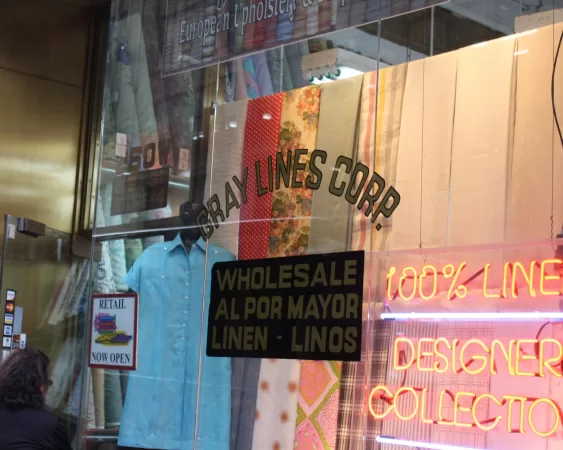 European Upholstery &
GRAY LINES CORP.
WHOLESALE
AL POR MAYOR
LINEN - LINOS
RETAIL
NOW OPEN
100% LINE
DESIGNER
COLLECTIO